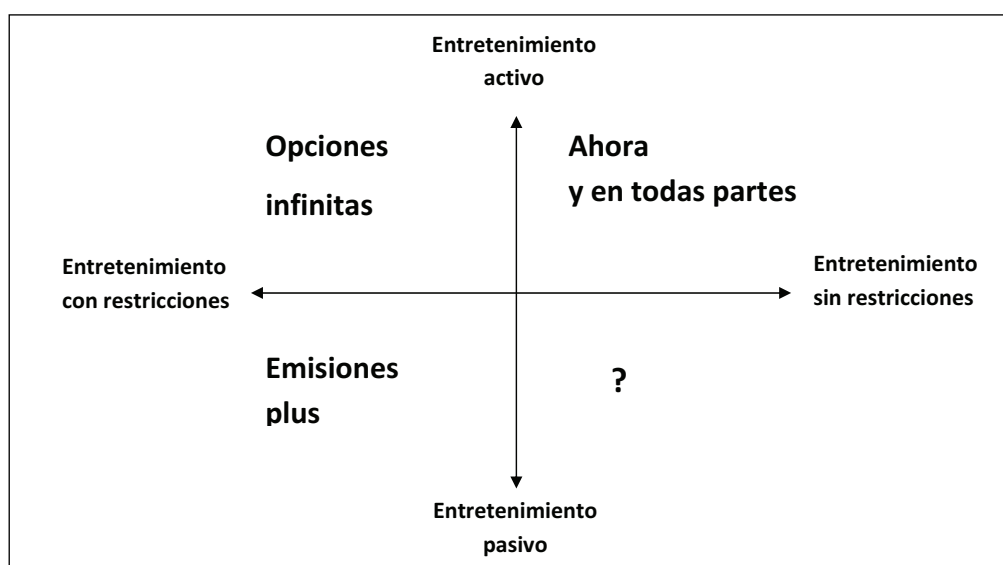 Entretenimiento
activo
Opciones
infinitas
Ahora
y en todas partes
Entretenimiento
con restricciones
Entretenimiento
sin restricciones
Emisiones
plus
?
Entretenimiento
pasivo